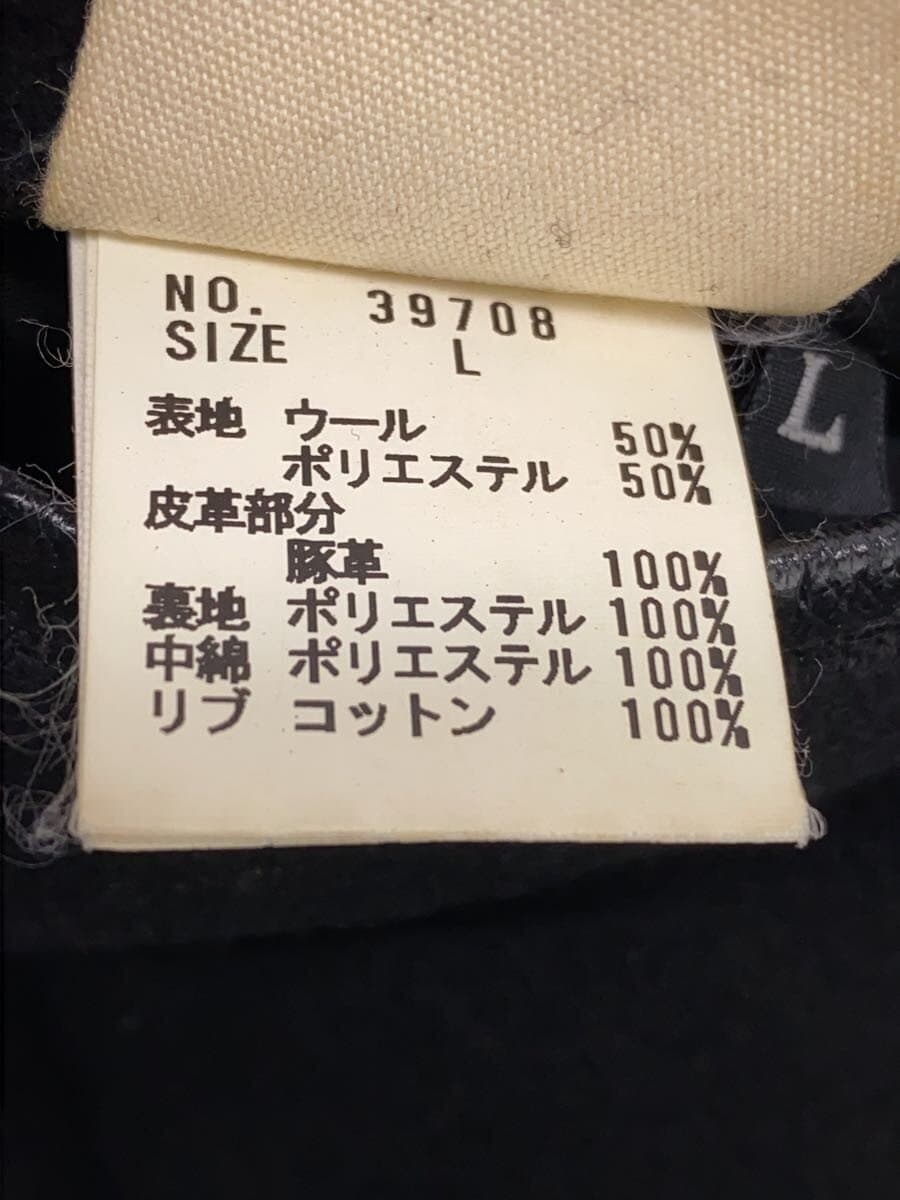 NO. 39708
SIZE L
表地 ウール 50%
ポリエステル 50%
皮革部分
豚革 100%
裏地 ポリエステル 100%
中綿 ポリエステル 100%
リブ コットン 100%
L